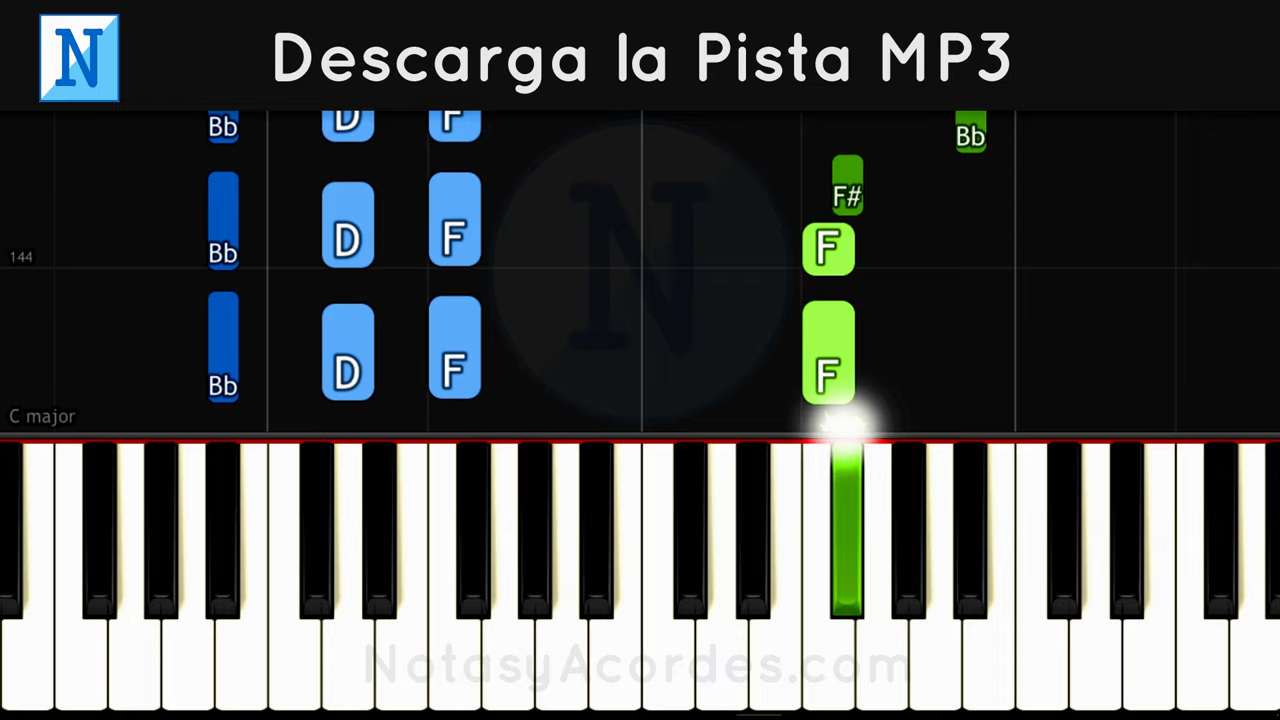 N Descarga la Pista MP3
Bb D F Bb
F#
Bb D F F
144
Bb D F F
C major
NotasyAcordes.com